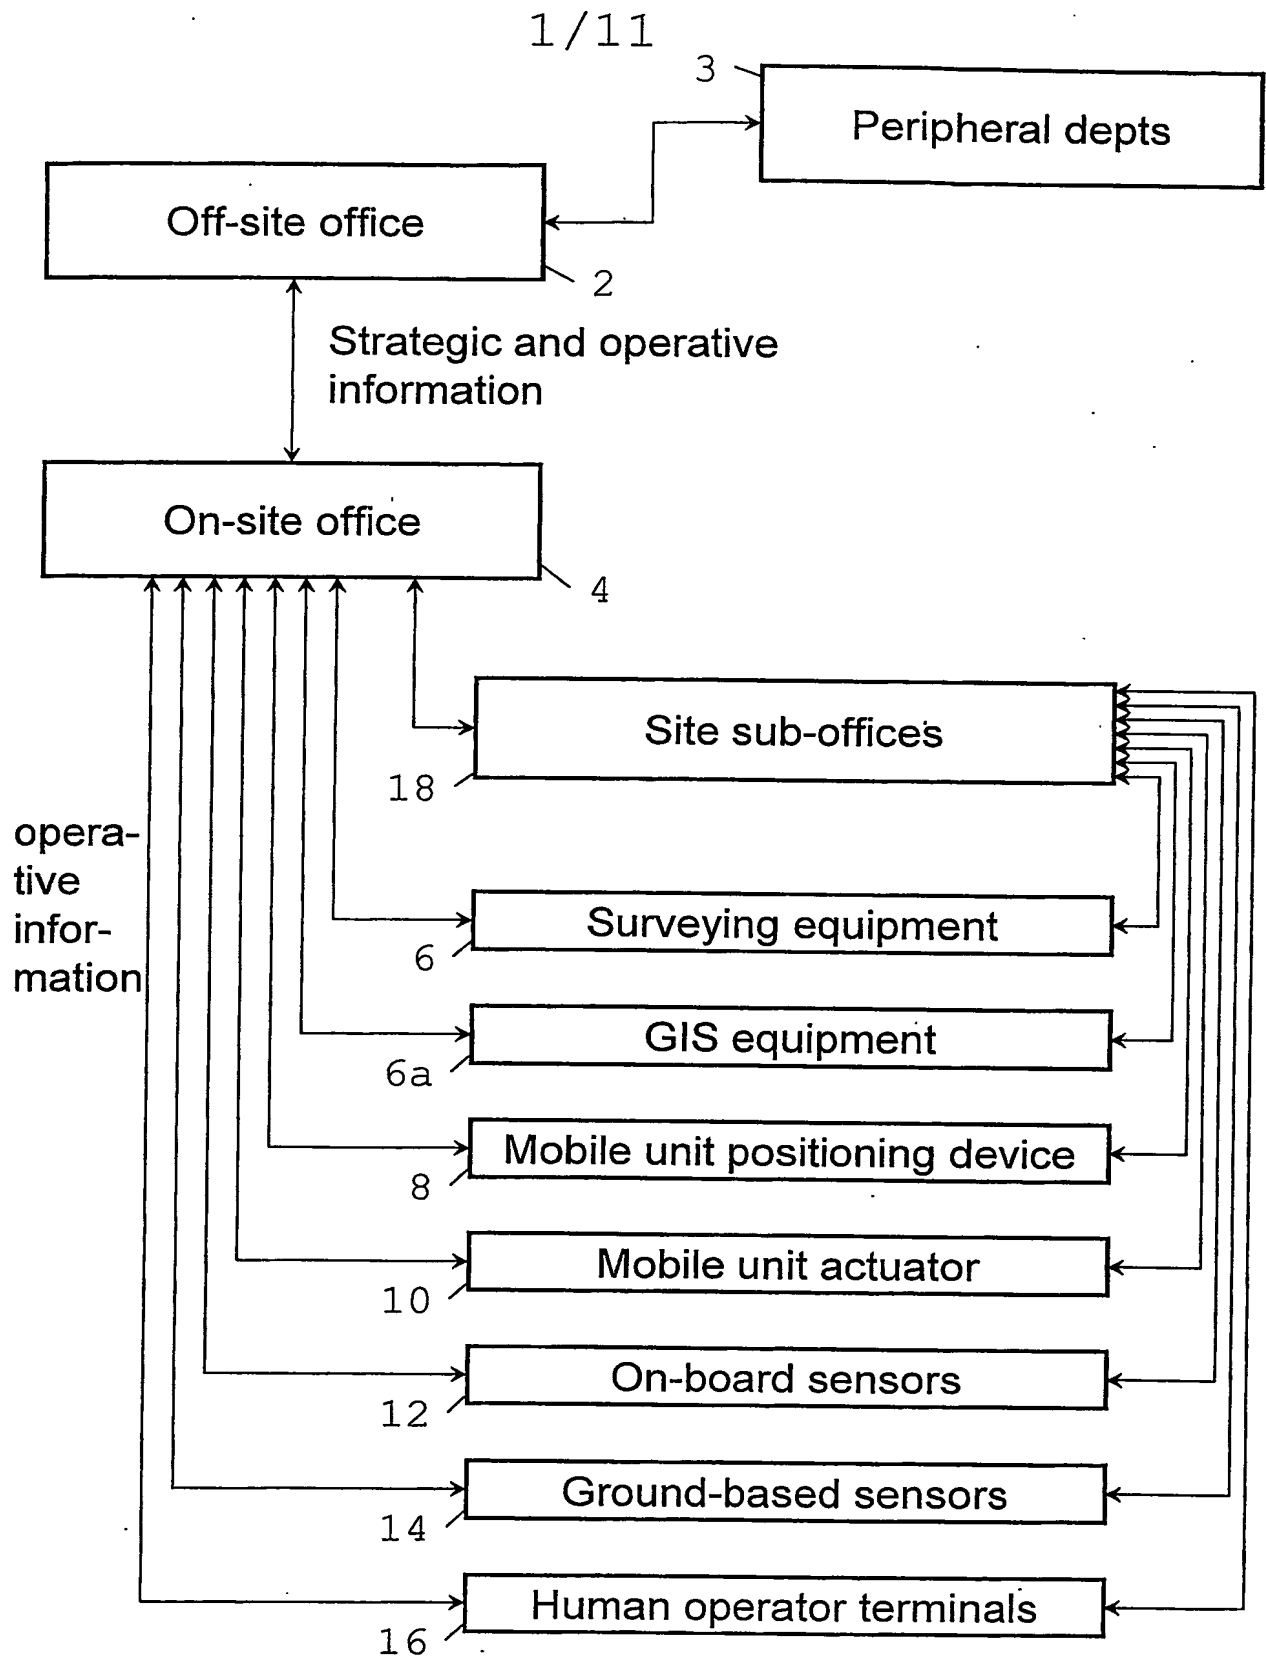 1/11
3
Peripheral depts
Off-site office
2
Strategic and operative
information
On-site office
4
Site sub-offices
18
opera-
tive
infor-
mation
Surveying equipment
6
GIS equipment
6a
Mobile unit positioning device
8
Mobile unit actuator
10
On-board sensors
12
Ground-based sensors
14
Human operator terminals
16